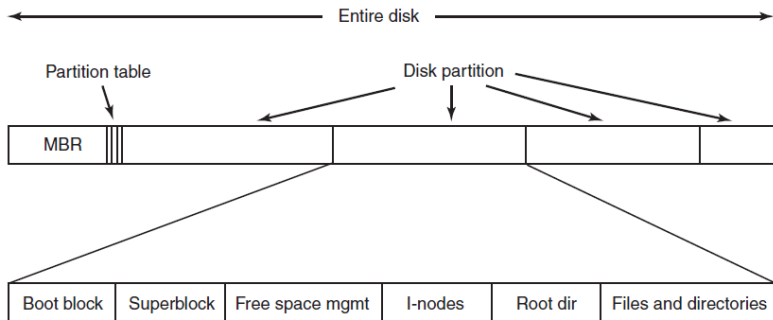 Entire disk
Partition table
Disk partition
MBR
Boot block
Superblock
Free space mgmt
I-nodes
Root dir
Files and directories